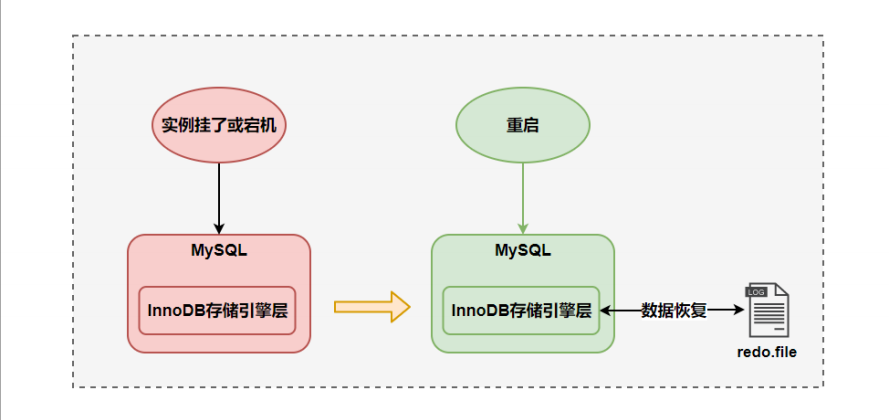 实例挂了或宕机
重启
MySQL
MySQL
InnoDB存储引擎层
InnoDB存储引擎层
数据恢复
LOG
redo.file